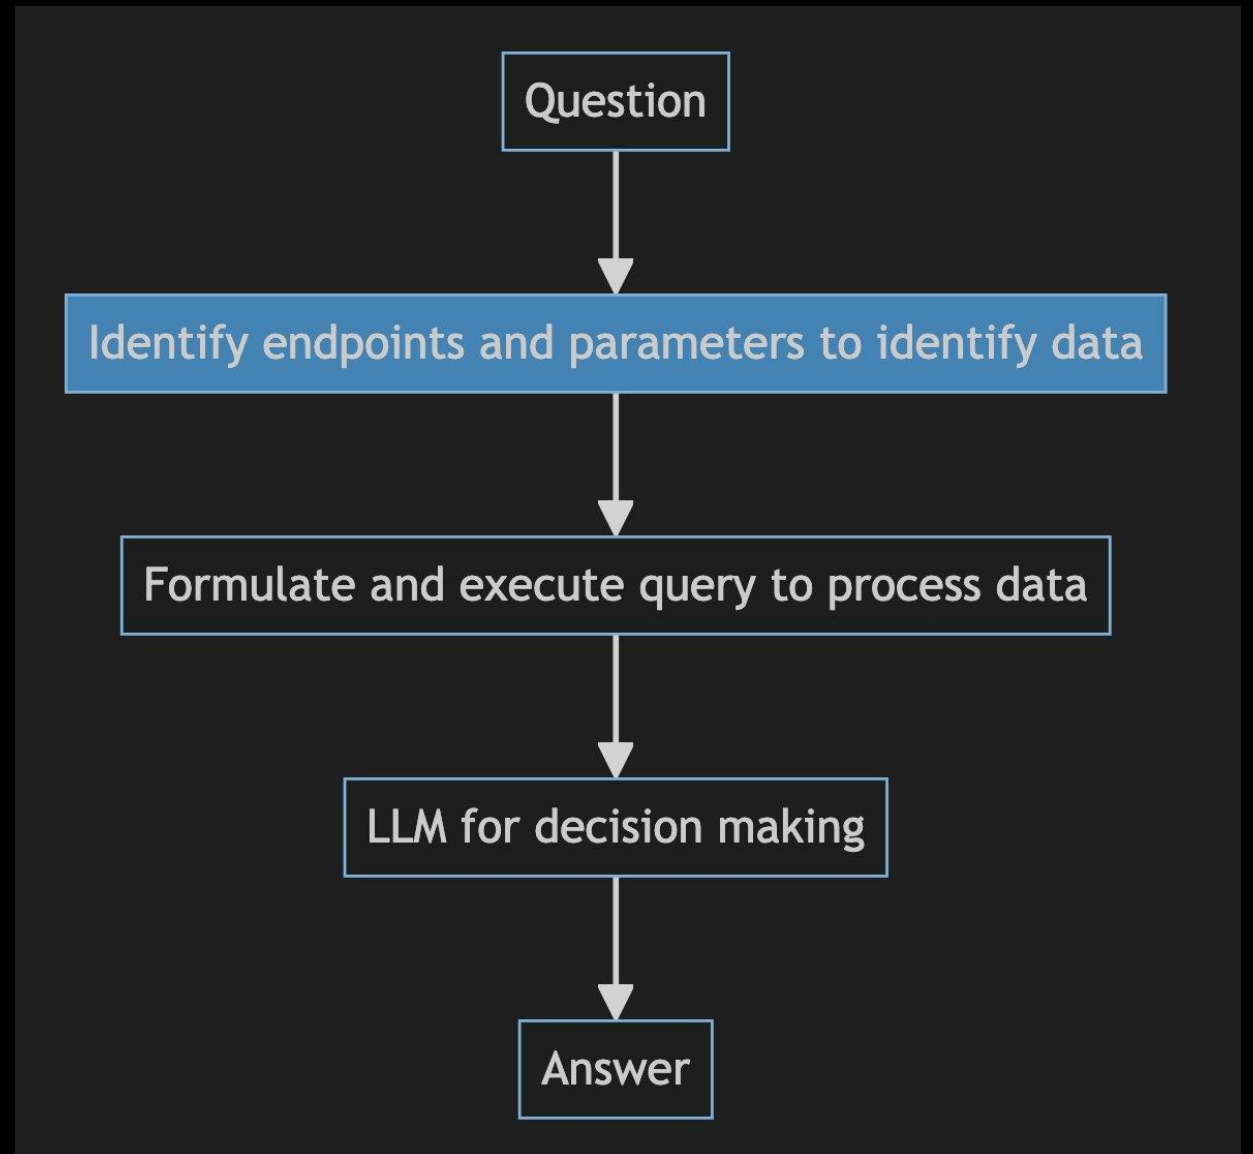 Question
Identify endpoints and parameters to identify data
Formulate and execute query to process data
LLM for decision making
Answer